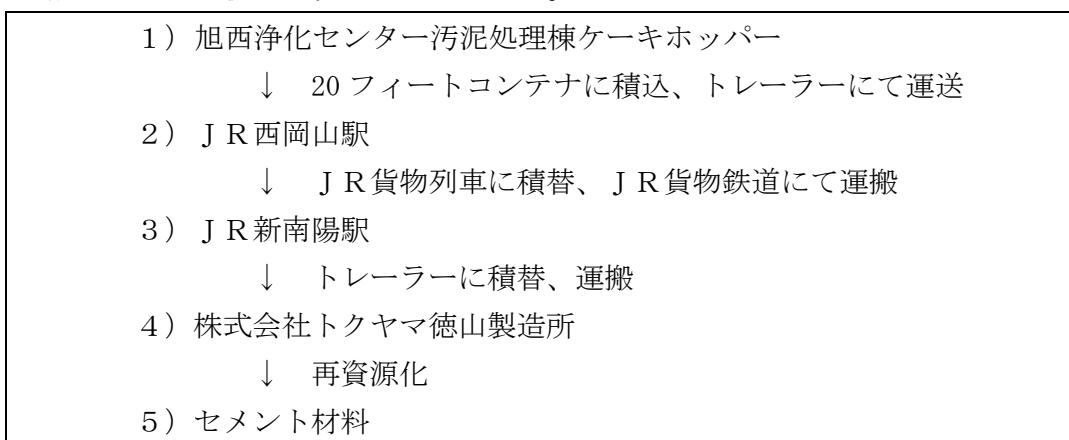 １）旭西浄化センター汚泥処理棟ケーキホッパー
↓　20 フィートコンテナに積込、トレーラーにて運送
２）ＪＲ西岡山駅
↓　ＪＲ貨物列車に積替、ＪＲ貨物鉄道にて運搬
３）ＪＲ新南陽駅
↓　トレーラーに積替、運搬
４）株式会社トクヤマ徳山製造所
↓　再資源化
５）セメント材料